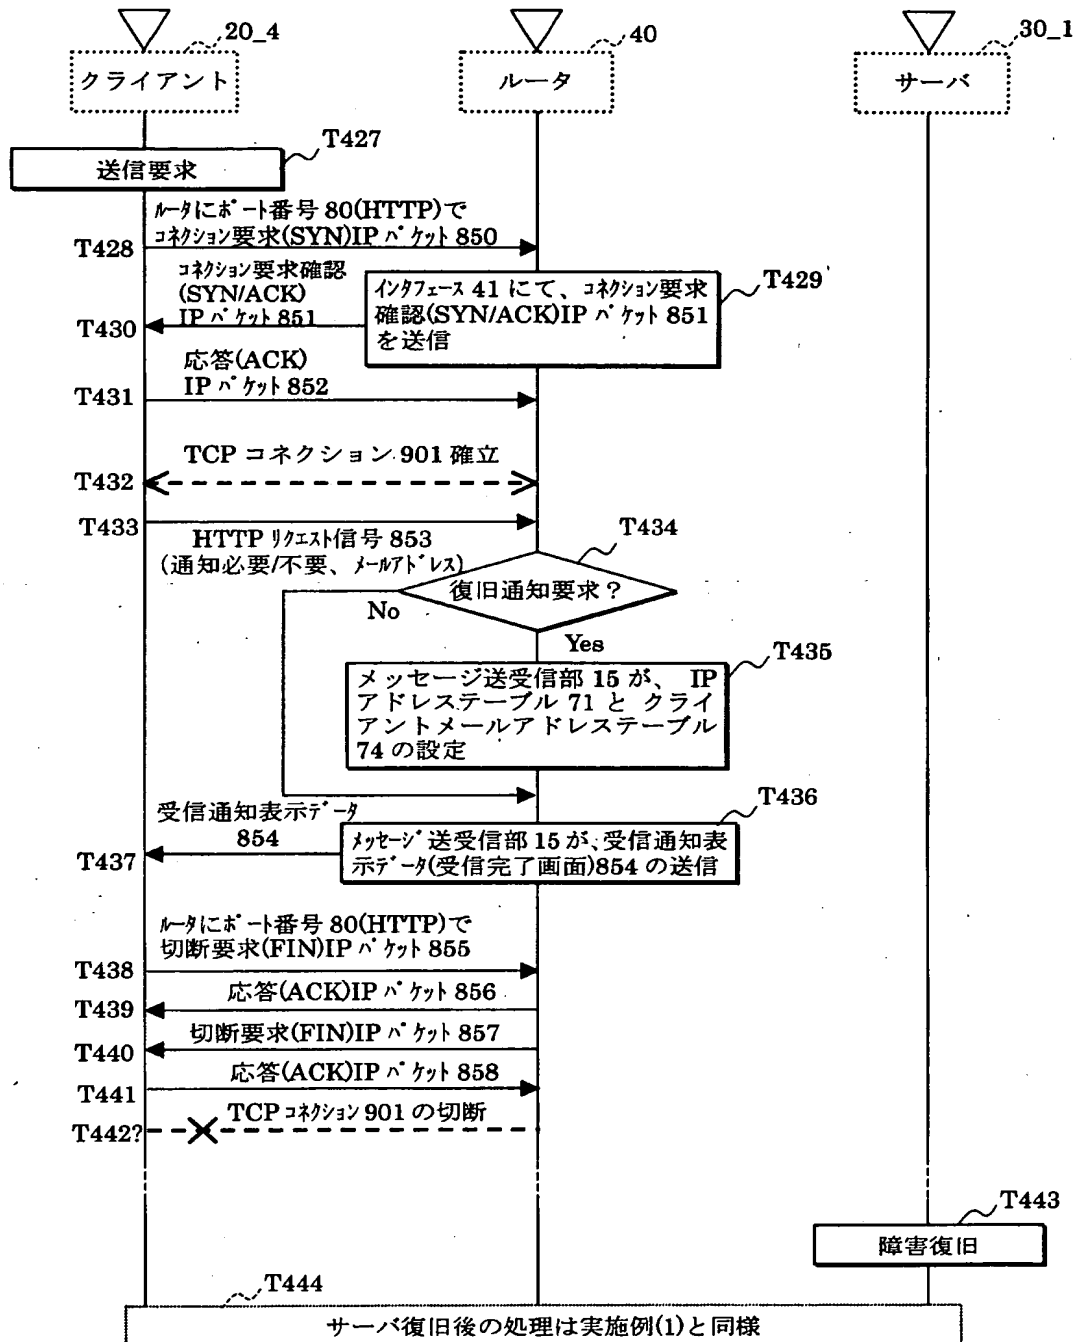 20_4
40
30_1
クライアント
ルータ
サーバ
T427
送信要求
ﾙｰﾀにﾎﾟｰﾄ番号 80(HTTP)で
T428
ｺﾈｸｼｮﾝ要求(SYN)IP ﾊﾟｹｯﾄ 850
T429
ｺﾈｸｼｮﾝ要求確認
(SYN/ACK)
IP ﾊﾟｹｯﾄ 851
T430
ｲﾝﾀﾌｪｰｽ 41 にて、ｺﾈｸｼｮﾝ要求
確認(SYN/ACK)IP ﾊﾟｹｯﾄ 851
を送信
応答(ACK)
IP ﾊﾟｹｯﾄ 852
T431
TCP コネクション 901 確立
T432
T433
HTTP ﾘｸｴｽﾄ信号 853
(通知必要/不要、ﾒｰﾙｱﾄﾞﾚｽ)
T434
復旧通知要求？
No
Yes
T435
メッセージ送受信部 15 が、 IP
アドレステーブル 71 と クライ
アントメールアドレステーブル
74 の設定
受信通知表示ﾃﾞｰﾀ
854
T436
T437
ﾒｯｾｰｼﾞ送受信部 15 が、受信通知表
示ﾃﾞｰﾀ(受信完了画面)854 の送信
ﾙｰﾀにﾎﾟｰﾄ番号 80(HTTP)で
切断要求(FIN)IP ﾊﾟｹｯﾄ 855
T438
応答(ACK)IP ﾊﾟｹｯﾄ 856
T439
切断要求(FIN)IP ﾊﾟｹｯﾄ 857
T440
応答(ACK)IP ﾊﾟｹｯﾄ 858
T441
TCP ｺﾈｸｼｮﾝ 901 の切断
T442?
T443
障害復旧
T444
サーバ復旧後の処理は実施例(1)と同様